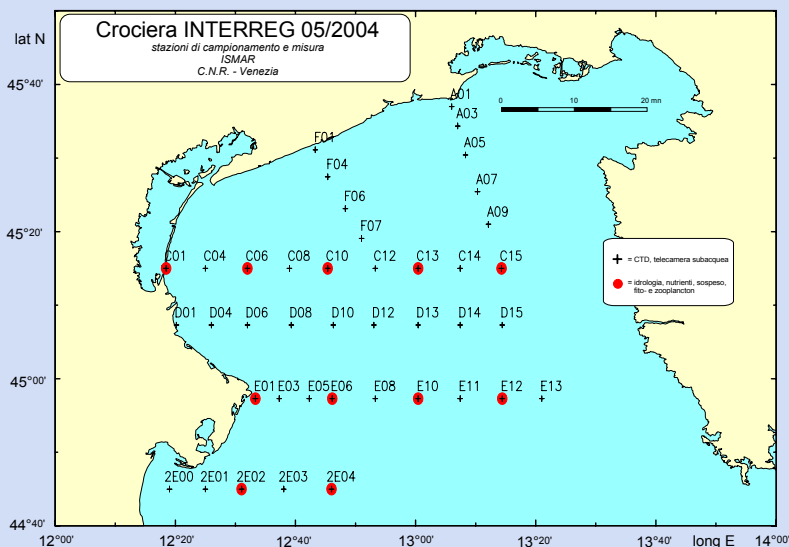 Crociera INTERREG 05/2004
stazioni di campionamento e misura
ISMAR
C.N.R. - Venezia
lat N
45°40'
45°20'
45°00'
44°40'
0 10 20 mn
A01
A03
A05
A07
A09
F01
F04
F06
F07
C01 C04 C06 C08 C10 C12 C13 C14 C15
+ = CTD, telecamera subacquea
= idrologia, nutrienti, sospeso,
fito- e zooplancton
D01 D04 D06 D08 D10 D12 D13 D14 D15
E01 E03 E05 E06 E08 E10 E11 E12 E13
2E00 2E01 2E02 2E03 2E04
12°00' 12°20' 12°40' 13°00' 13°20' 13°40' long E 14°00'